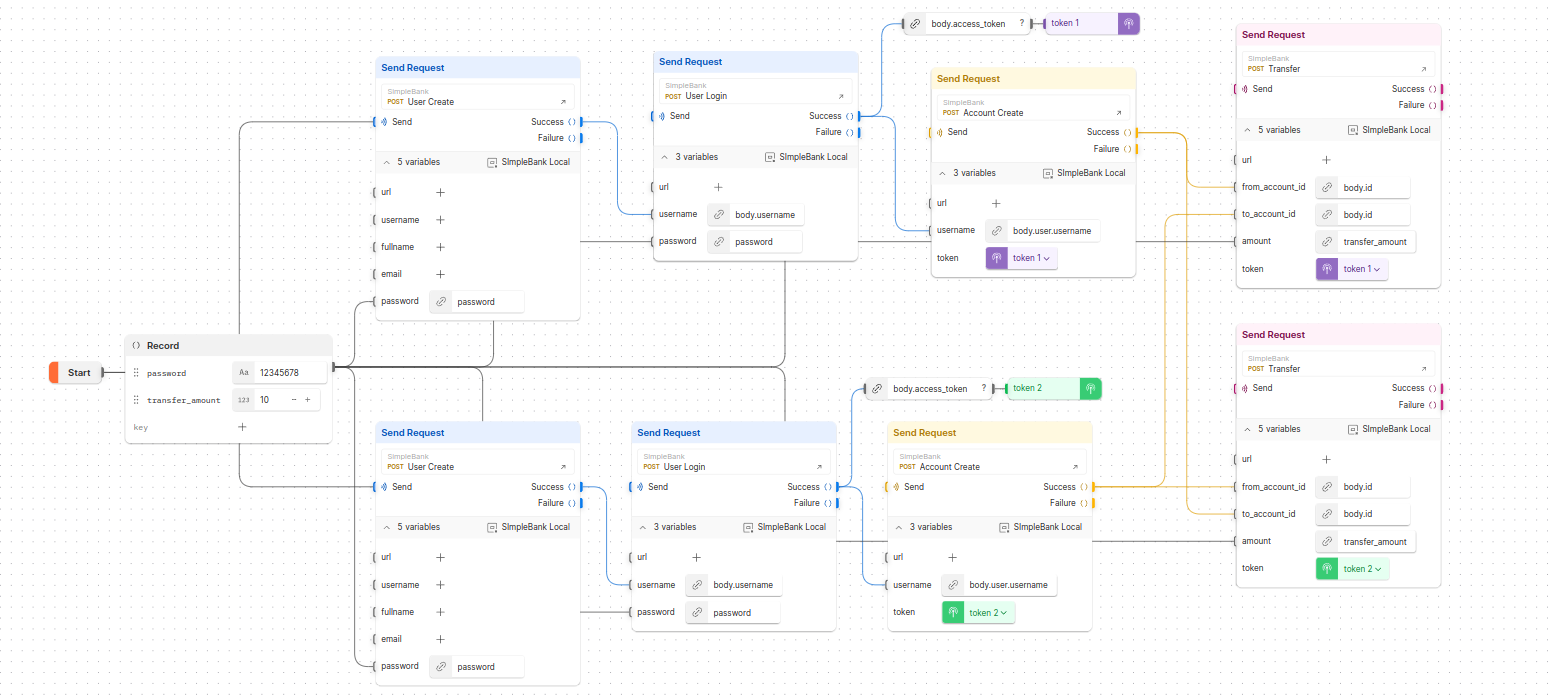 Start
() Record
password Aa 12345678
transfer_amount 123 10 − +
key +
Send Request
SimpleBank
POST User Create
Send Success ()
Failure ()
5 variables SImpleBank Local
url +
username +
fullname +
email +
password password
Send Request
SimpleBank
POST User Login
Send Success ()
Failure ()
3 variables SImpleBank Local
url +
username body.username
password password
body.access_token ? token 1
Send Request
SimpleBank
POST Account Create
Send Success ()
Failure ()
3 variables SImpleBank Local
url +
username body.user.username
token token 1
Send Request
SimpleBank
POST Transfer
Send Success ()
Failure ()
5 variables SImpleBank Local
url +
from_account_id body.id
to_account_id body.id
amount transfer_amount
token token 1
Send Request
SimpleBank
POST User Create
Send Success ()
Failure ()
5 variables SImpleBank Local
url +
username +
fullname +
email +
password password
Send Request
SimpleBank
POST User Login
Send Success ()
Failure ()
3 variables SImpleBank Local
url +
username body.username
password password
body.access_token ? token 2
Send Request
SimpleBank
POST Account Create
Send Success ()
Failure ()
3 variables SImpleBank Local
url +
username body.user.username
token token 2
Send Request
SimpleBank
POST Transfer
Send Success ()
Failure ()
5 variables SImpleBank Local
url +
from_account_id body.id
to_account_id body.id
amount transfer_amount
token token 2